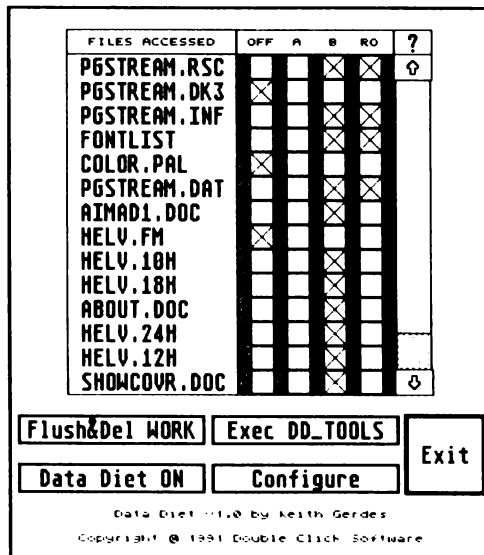 FILES ACCESSED OFF A B RO ?
PGSTREAM.RSC
PGSTREAM.DK3
PGSTREAM.INF
FONTLIST
COLOR.PAL
PGSTREAM.DAT
AIMAD1.DOC
HELV.FM
HELV.10H
HELV.18H
ABOUT.DOC
HELV.24H
HELV.12H
SHOWCOVR.DOC
Flush&Del WORK Exec DD_TOOLS
Exit
Data Diet ON Configure
Data Diet v1.0 by Keith Gerdes
Copyright @ 1991 Double Click Software